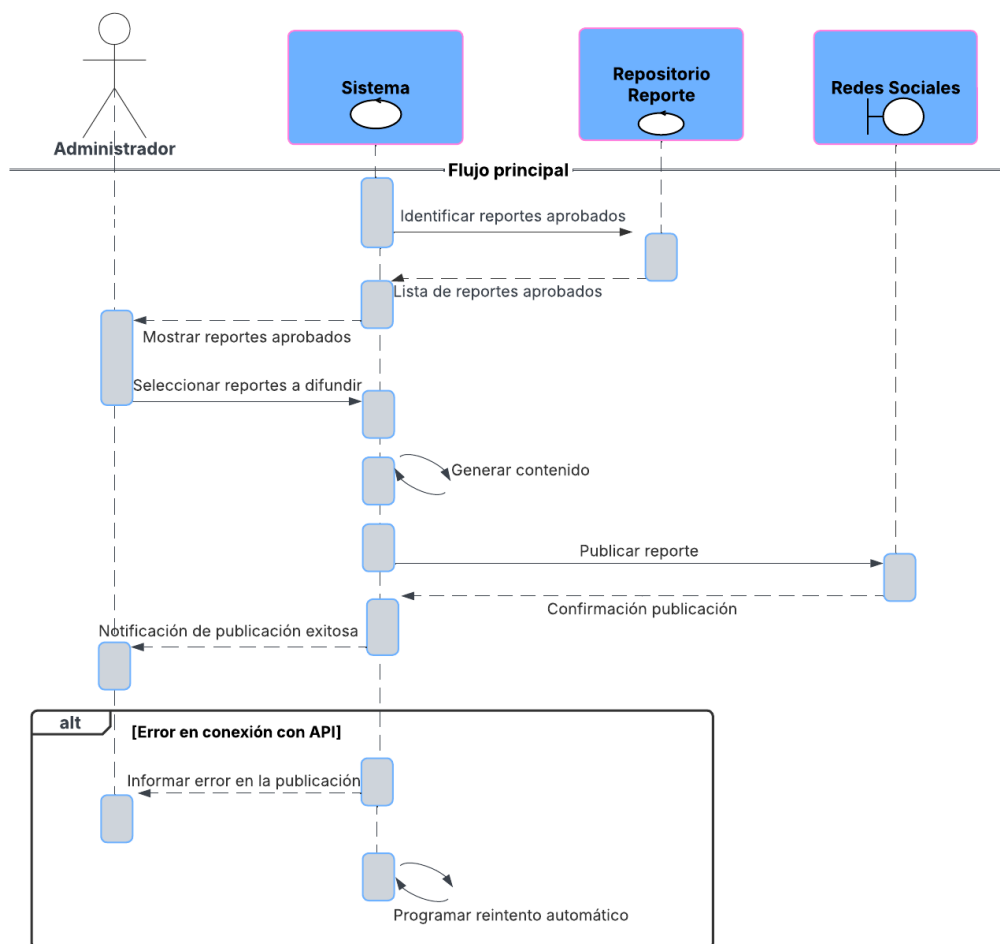 Sistema
Repositorio
Reporte
Redes Sociales
Administrador
Flujo principal
Identificar reportes aprobados
Lista de reportes aprobados
Mostrar reportes aprobados
Seleccionar reportes a difundir
Generar contenido
Publicar reporte
Confirmación publicación
Notificación de publicación exitosa
alt
[Error en conexión con API]
Informar error en la publicación
Programar reintento automático